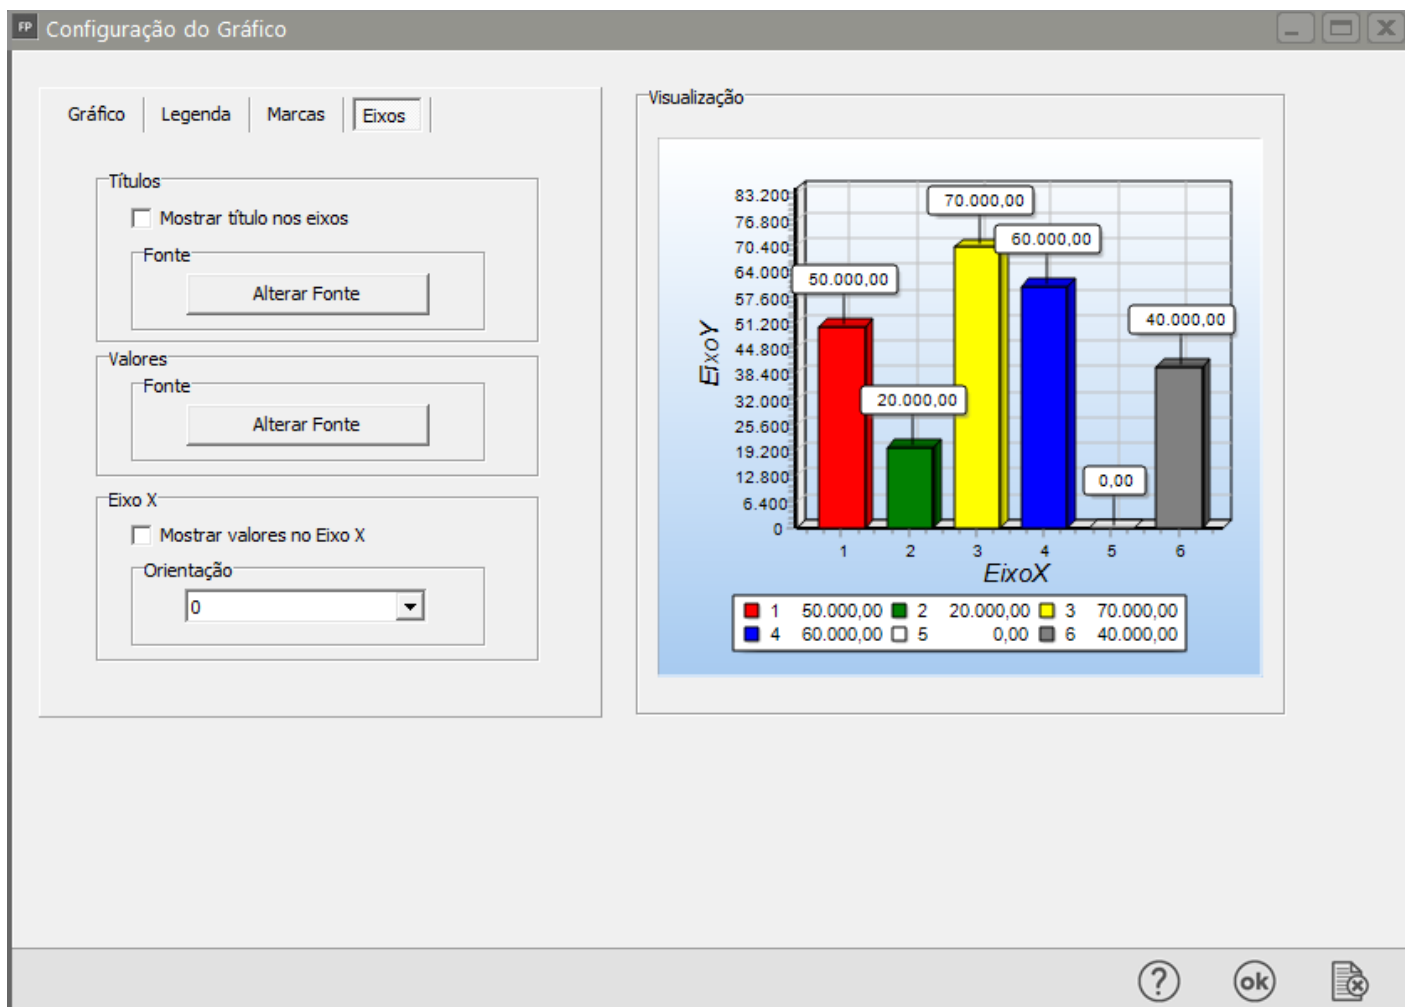 FP Configuração do Gráfico
Gráfico Legenda Marcas Eixos
Títulos
Mostrar título nos eixos
Fonte
Alterar Fonte
Valores
Fonte
Alterar Fonte
Eixo X
Mostrar valores no Eixo X
Orientação
0
Visualização
83.200
76.800
70.400
64.000
57.600
51.200
44.800
38.400
32.000
25.600
19.200
12.800
6.400
0
EixoY
50.000,00
20.000,00
70.000,00
60.000,00
0,00
40.000,00
1 2 3 4 5 6
EixoX
1 50.000,00 2 20.000,00 3 70.000,00
4 60.000,00 5 0,00 6 40.000,00
? ok